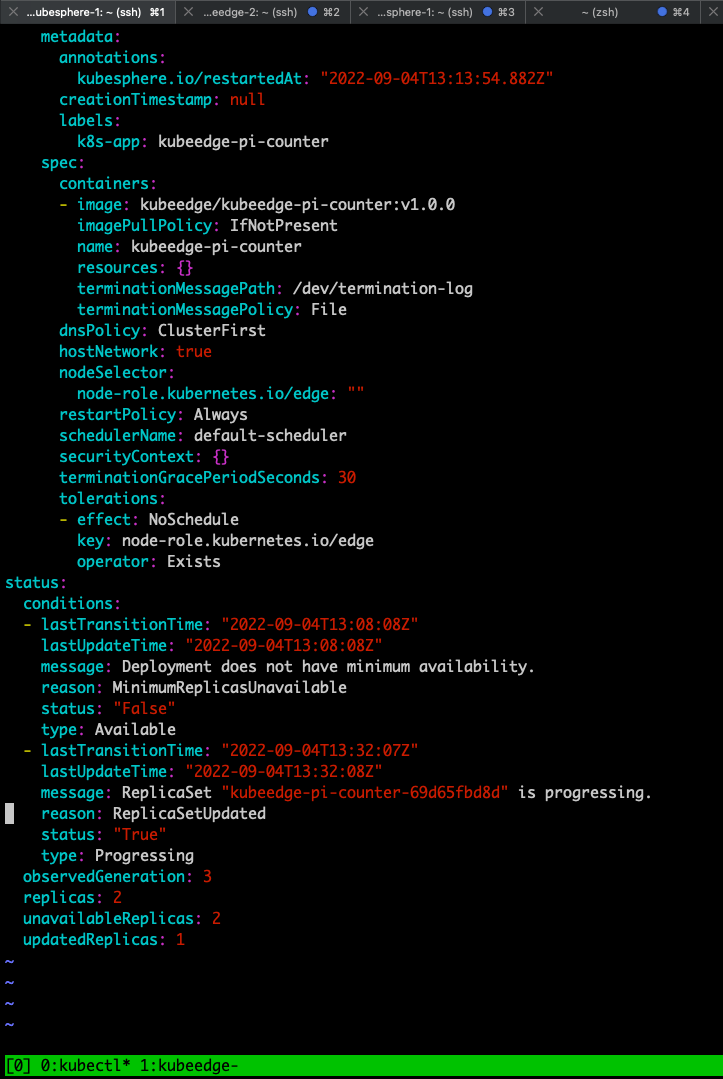 ...ubesphere-1: ~ (ssh) ⌘1 ...eedge-2: ~ (ssh) ⌘2 ...sphere-1: ~ (ssh) ⌘3 ~ (zsh) ⌘4
metadata:
annotations:
kubesphere.io/restartedAt: "2022-09-04T13:13:54.882Z"
creationTimestamp: null
labels:
k8s-app: kubeedge-pi-counter
spec:
containers:
- image: kubeedge/kubeedge-pi-counter:v1.0.0
imagePullPolicy: IfNotPresent
name: kubeedge-pi-counter
resources: {}
terminationMessagePath: /dev/termination-log
terminationMessagePolicy: File
dnsPolicy: ClusterFirst
hostNetwork: true
nodeSelector:
node-role.kubernetes.io/edge: ""
restartPolicy: Always
schedulerName: default-scheduler
securityContext: {}
terminationGracePeriodSeconds: 30
tolerations:
- effect: NoSchedule
key: node-role.kubernetes.io/edge
operator: Exists
status:
conditions:
- lastTransitionTime: "2022-09-04T13:08:08Z"
lastUpdateTime: "2022-09-04T13:08:08Z"
message: Deployment does not have minimum availability.
reason: MinimumReplicasUnavailable
status: "False"
type: Available
- lastTransitionTime: "2022-09-04T13:32:07Z"
lastUpdateTime: "2022-09-04T13:32:08Z"
message: ReplicaSet "kubeedge-pi-counter-69d65fbd8d" is progressing.
reason: ReplicaSetUpdated
status: "True"
type: Progressing
observedGeneration: 3
replicas: 2
unavailableReplicas: 2
updatedReplicas: 1
~
~
~
~
[0] 0:kubectl* 1:kubeedge-